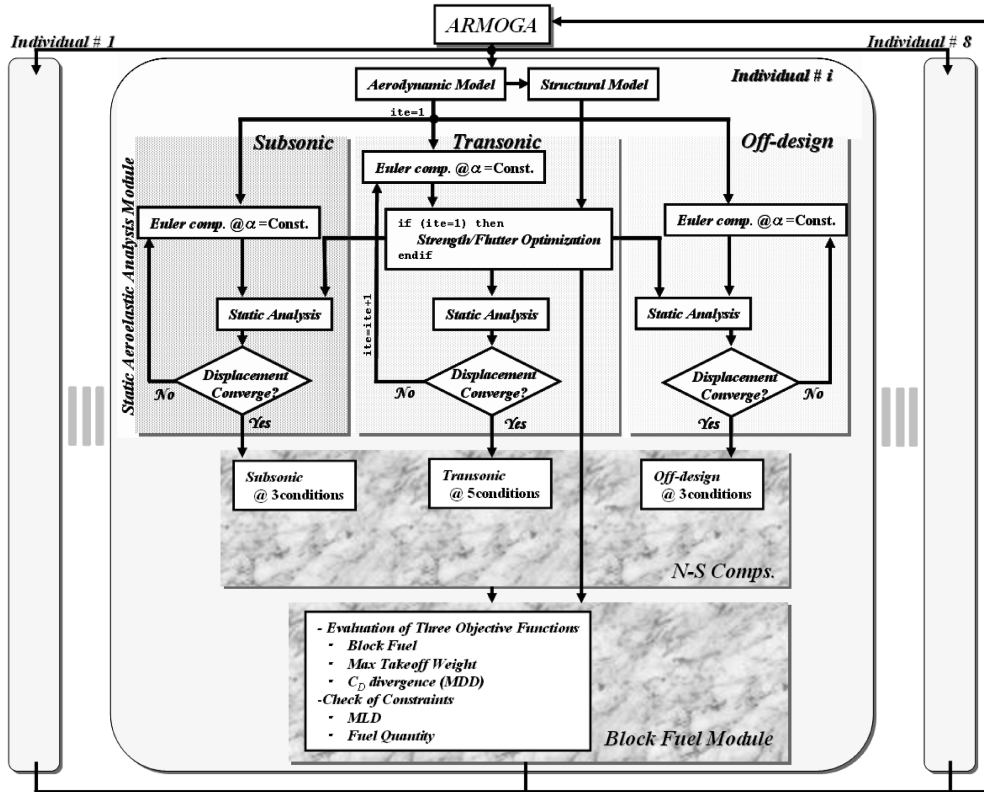 ARMOGA
Individual # 1
Individual # 8
Individual # i
Aerodynamic Model
Structural Model
ite=1
Static Aeroelastic Analysis Module
Subsonic
Transonic
Off-design
Euler comp. @α=Const.
Euler comp. @α=Const.
Euler comp. @α=Const.
if (ite=1) then
Strength/Flutter Optimization
endif
ite=ite+1
Static Analysis
Static Analysis
Static Analysis
Displacement
Converge?
No
Yes
Displacement
Converge?
No
Yes
Displacement
Converge?
No
Yes
Subsonic
@ 3conditions
Transonic
@ 5conditions
Off-design
@ 3conditions
N-S Comps.
- Evaluation of Three Objective Functions
- Block Fuel
- Max Takeoff Weight
- CD divergence (MDD)
-Check of Constraints
- MLD
- Fuel Quantity
Block Fuel Module